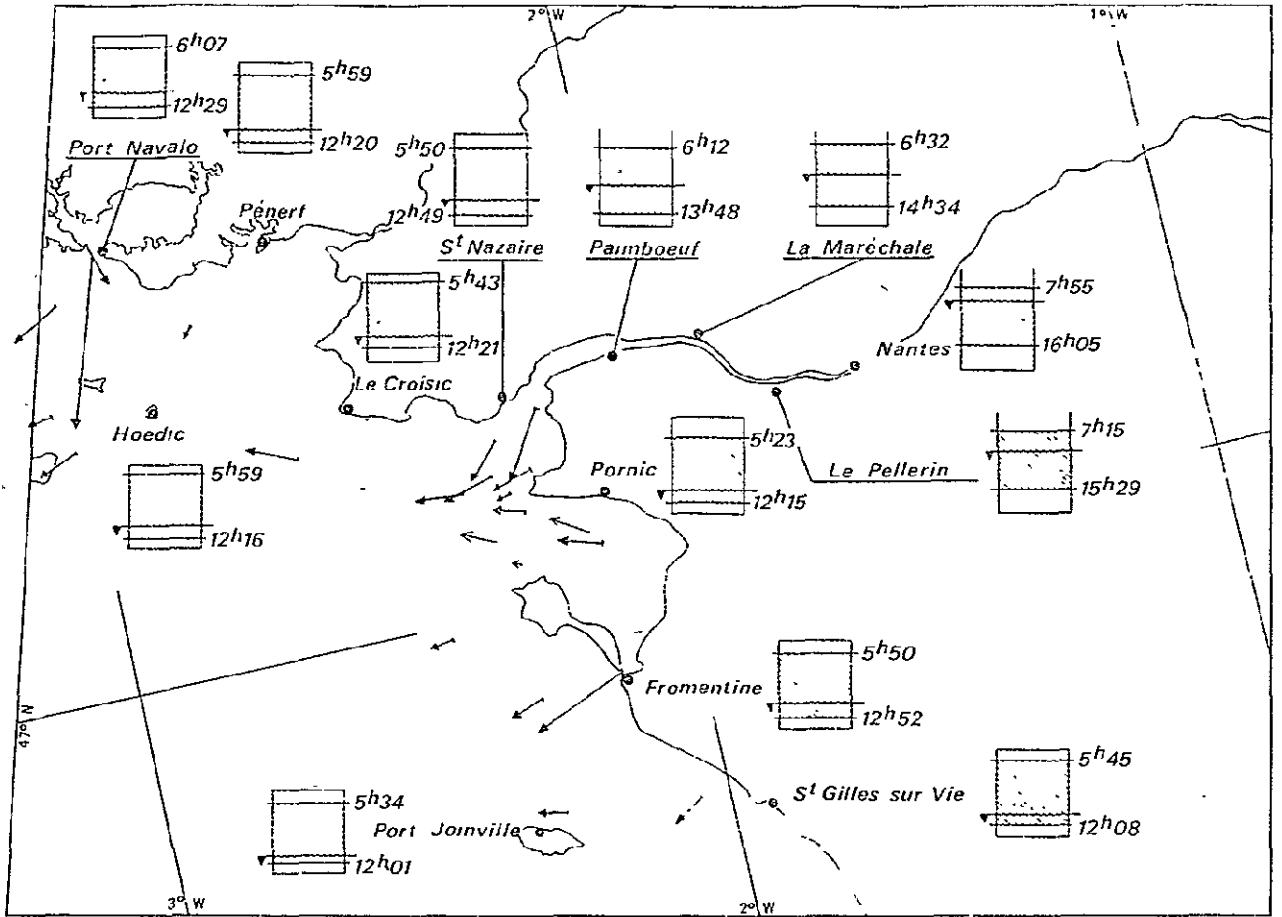 2° W
1° W
6h07
12h29
Port Navalo
5h59
12h20
Pénerf
5h50
12h49
St Nazaire
6h12
13h48
Paimboeuf
6h32
14h34
La Maréchale
5h43
12h21
Le Croisic
7h55
16h05
Nantes
Hoedic
5h59
12h16
5h23
12h15
Pornic
Le Pellerin
7h15
15h29
47° N
5h50
12h52
Fromentine
5h45
12h08
St Gilles sur Vie
5h34
12h01
Port Joinville
3° W
2° W